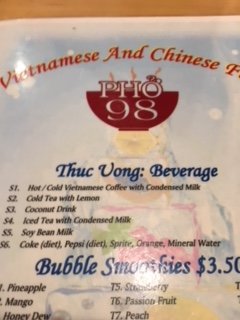 Vietnamese And Chinese F
PHỞ
98
Thuc Uong: Beverage
S1. Hot / Cold Vietnamese Coffee with Condensed Milk
S2. Cold Tea with Lemon
S3. Coconut Drink
S4. Iced Tea with Condensed Milk
S5. Soy Bean Milk
S6. Coke (diet), Pepsi (diet), Sprite, Orange, Mineral Water
Bubble Smoothies $3.50
1. Pineapple T5. Strawberry T
. Mango T6. Passion Fruit
Honey Dew T7. Peach